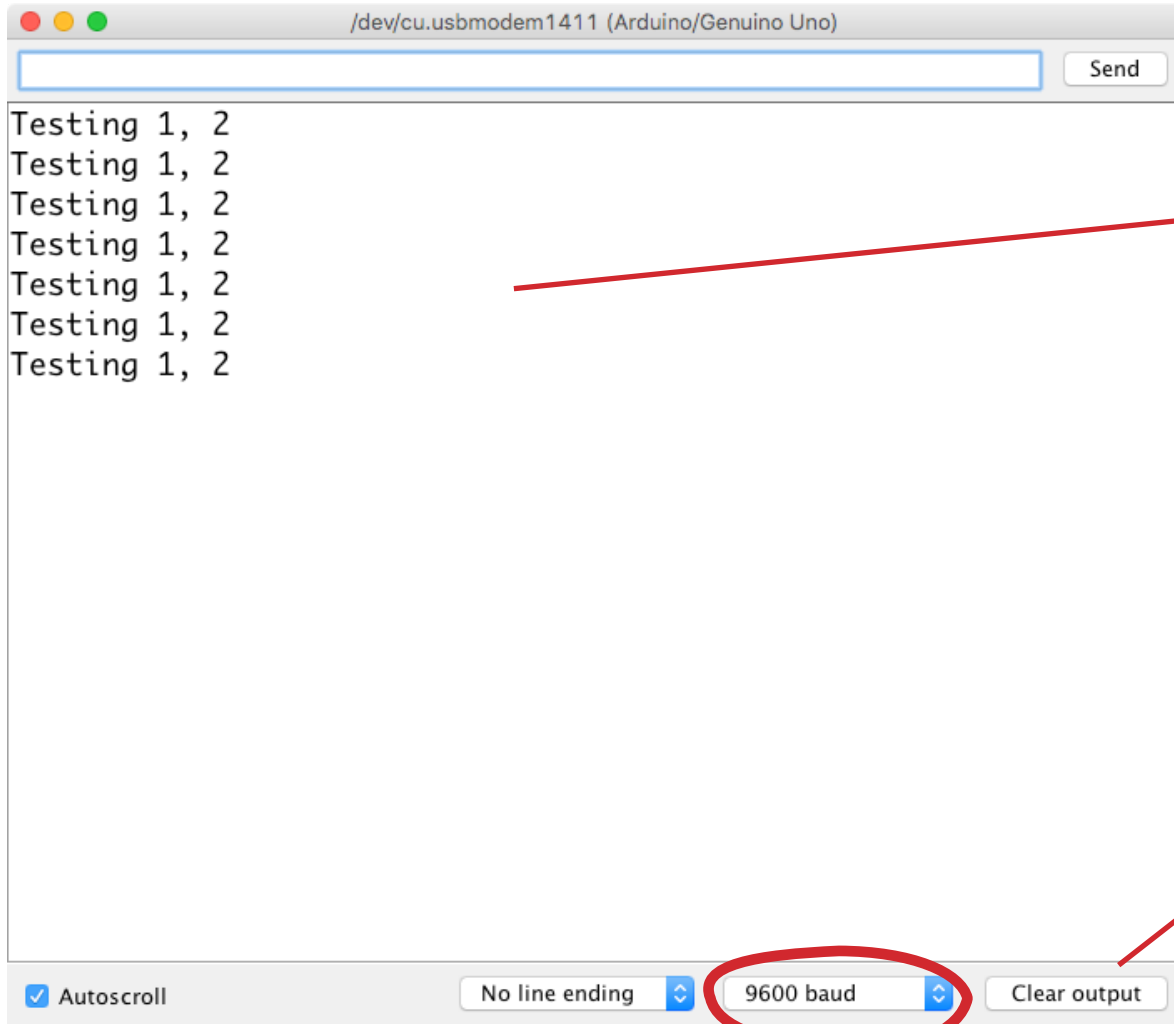 /dev/cu.usbmodem1411 (Arduino/Genuino Uno)
Send
Testing 1, 2
Testing 1, 2
Testing 1, 2
Testing 1, 2
Testing 1, 2
Testing 1, 2
Testing 1, 2
Autoscroll No line ending 9600 baud Clear output